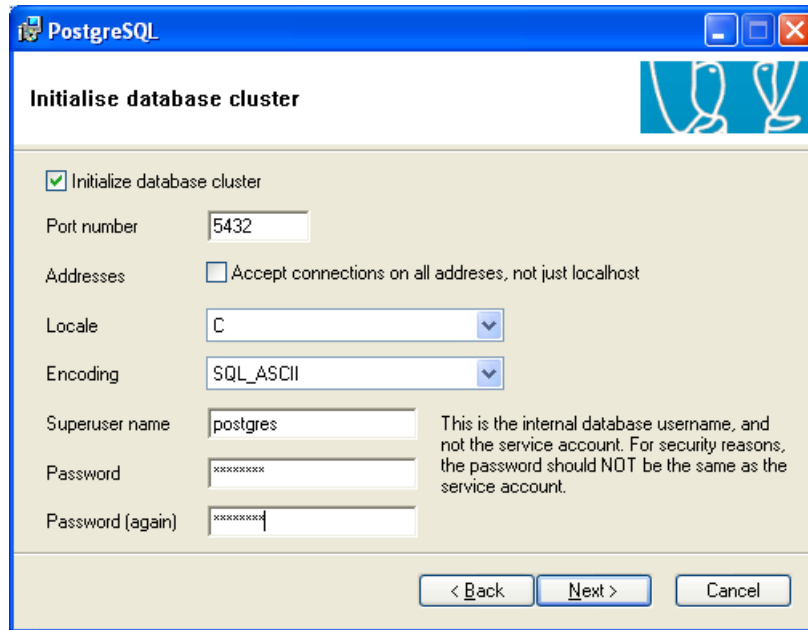 PostgreSQL
Initialise database cluster
Initialize database cluster
Port number 5432
Addresses Accept connections on all addreses, not just localhost
Locale C
Encoding SQL_ASCII
Superuser name postgres
Password xxxxxxxx
Password (again) xxxxxxxx
This is the internal database username, and
not the service account. For security reasons,
the password should NOT be the same as the
service account.
< Back Next > Cancel